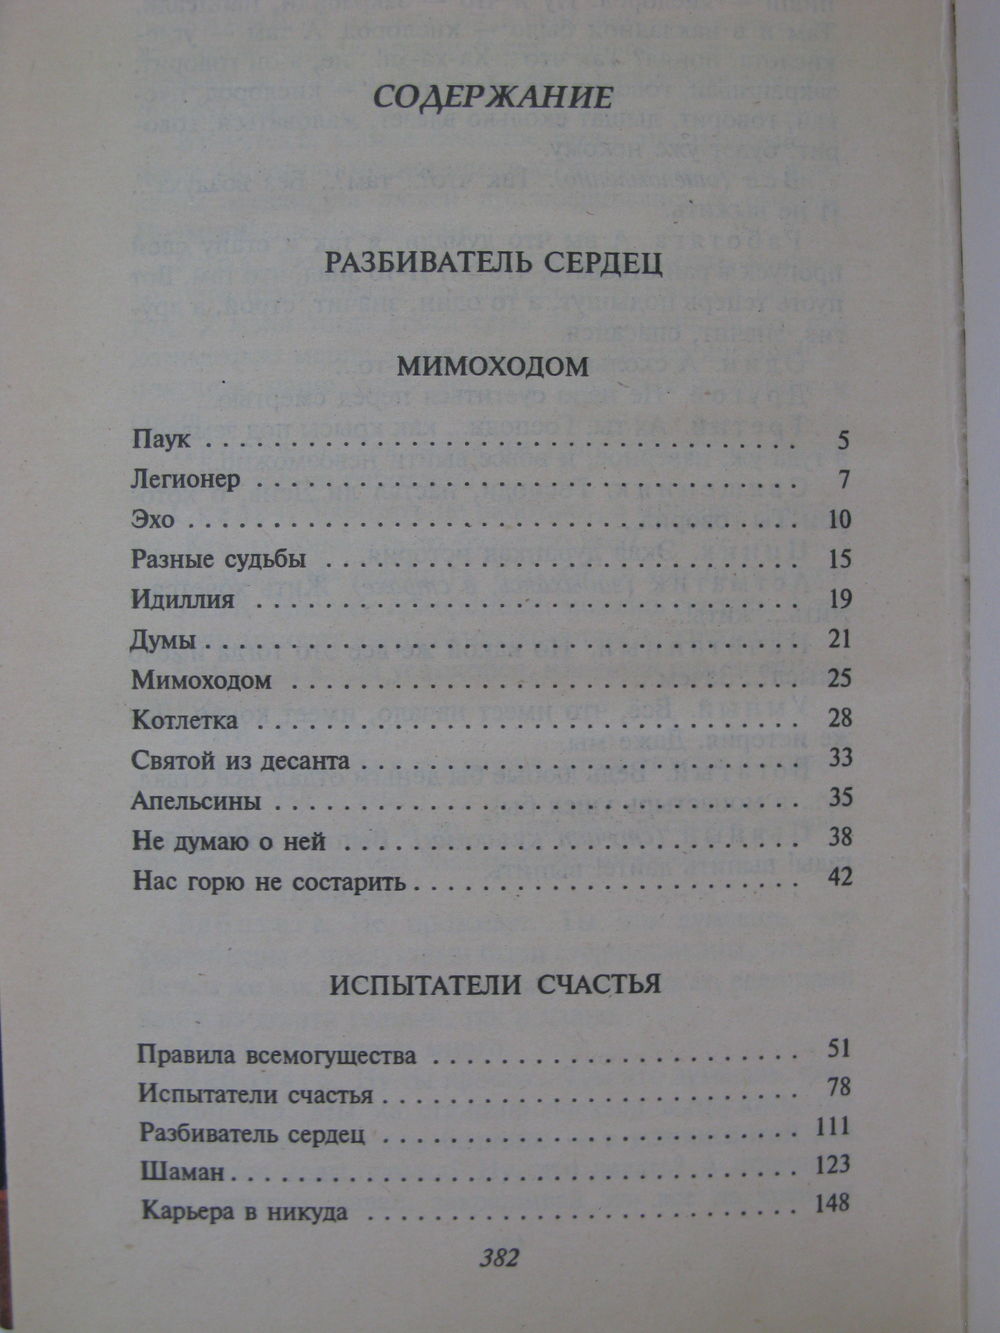 СОДЕРЖАНИЕ
РАЗБИВАТЕЛЬ СЕРДЕЦ
МИМОХОДОМ
Паук . . . . . . . . . . . . . . . . . . . . . . . . . . . . . . . . 5
Легионер . . . . . . . . . . . . . . . . . . . . . . . . . . . . . 7
Эхо . . . . . . . . . . . . . . . . . . . . . . . . . . . . . . . . . 10
Разные судьбы . . . . . . . . . . . . . . . . . . . . . . . . . 15
Идиллия . . . . . . . . . . . . . . . . . . . . . . . . . . . . . 19
Думы . . . . . . . . . . . . . . . . . . . . . . . . . . . . . . . 21
Мимоходом . . . . . . . . . . . . . . . . . . . . . . . . . . . 25
Котлетка . . . . . . . . . . . . . . . . . . . . . . . . . . . . . 28
Святой из десанта . . . . . . . . . . . . . . . . . . . . . . . 33
Апельсины . . . . . . . . . . . . . . . . . . . . . . . . . . . . 35
Не думаю о ней . . . . . . . . . . . . . . . . . . . . . . . . 38
Нас горю не состарить . . . . . . . . . . . . . . . . . . . . 42
ИСПЫТАТЕЛИ СЧАСТЬЯ
Правила всемогущества . . . . . . . . . . . . . . . . . . . 51
Испытатели счастья . . . . . . . . . . . . . . . . . . . . . . 78
Разбиватель сердец . . . . . . . . . . . . . . . . . . . . . . 111
Шаман . . . . . . . . . . . . . . . . . . . . . . . . . . . . . . 123
Карьера в никуда . . . . . . . . . . . . . . . . . . . . . . . 148
382